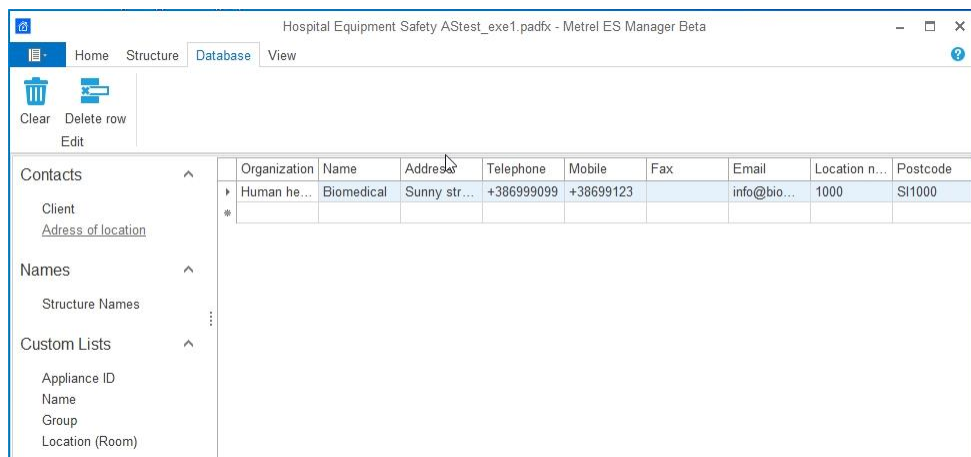 Hospital Equipment Safety AStest_exe1.padfx - Metrel ES Manager Beta
Home Structure Database View
Clear Delete row
Edit
Contacts
Client
Adress of location
Names
Structure Names
Custom Lists
Appliance ID
Name
Group
Location (Room)
Organization Name Address Telephone Mobile Fax Email Location n... Postcode
Human he... Biomedical Sunny str... +386999099 +38699123 info@bio... 1000 SI1000